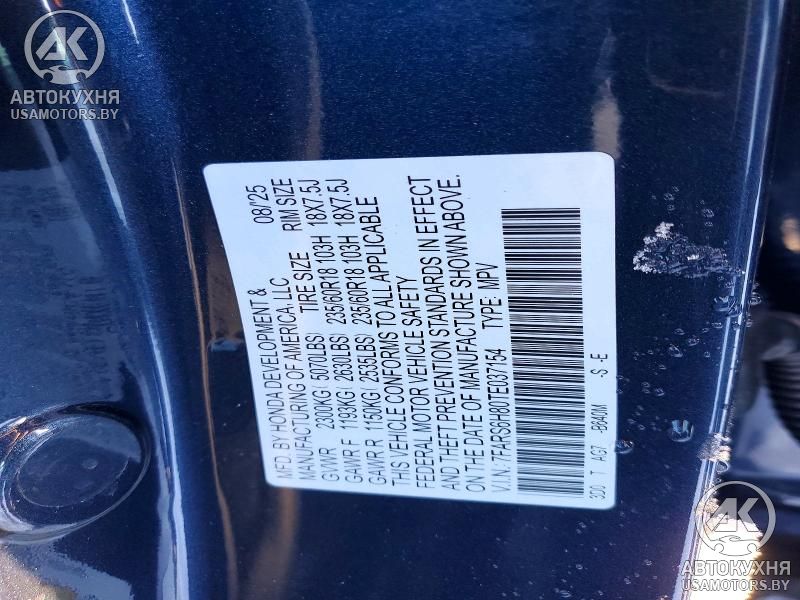 АВТОКУХНЯ
USAMOTORS.BY
MFD. BY HONDA DEVELOPMENT & 08/25
MANUFACTURING OF AMERICA, LLC
TIRE SIZE RIM SIZE
GVWR 2300KG( 5070LBS)
GAWR F 1193KG( 2630LBS) 235/60R18 103H 18X7.5J
GAWR R 1150KG( 2535LBS) 235/60R18 103H 18X7.5J
THIS VEHICLE CONFORMS TO ALL APPLICABLE
FEDERAL MOTOR VEHICLE SAFETY
AND THEFT PREVENTION STANDARDS IN EFFECT
ON THE DATE OF MANUFACTURE SHOWN ABOVE.
V.I.N.: 7FARS6H80TE037154 TYPE: MPV
3D0 T AG7 -B640M -S -E
АВТОКУХНЯ
USAMOTORS.BY